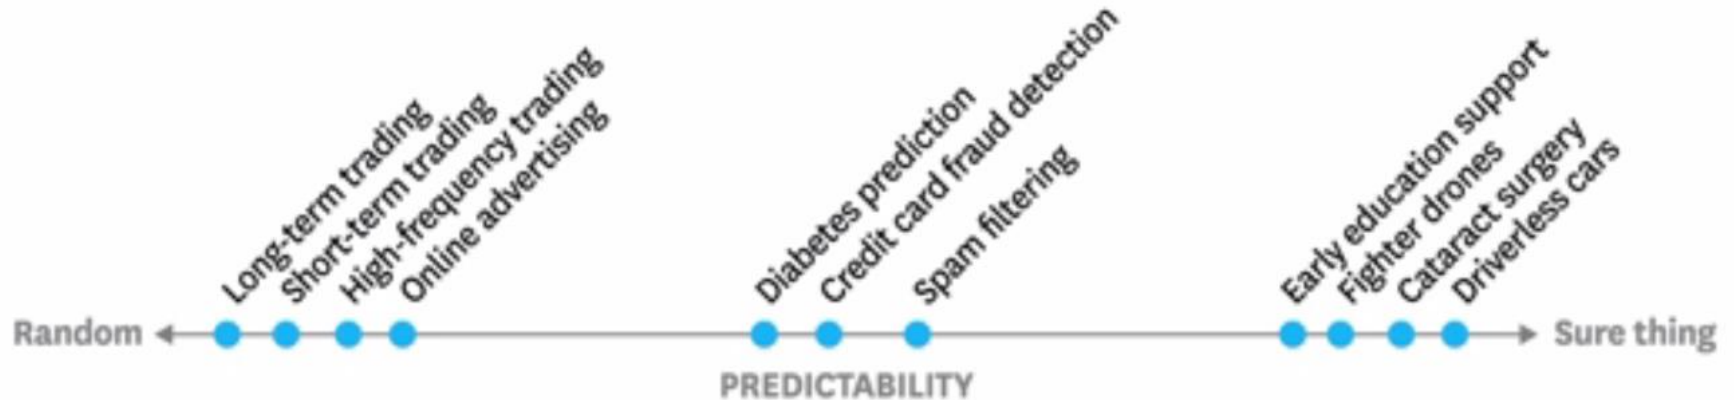 Long-term trading
Short-term trading
High-frequency trading
Online advertising
Diabetes prediction
Credit card fraud detection
Spam filtering
Early education support
Fighter drones
Cataract surgery
Driverless cars
Random
Sure thing
PREDICTABILITY